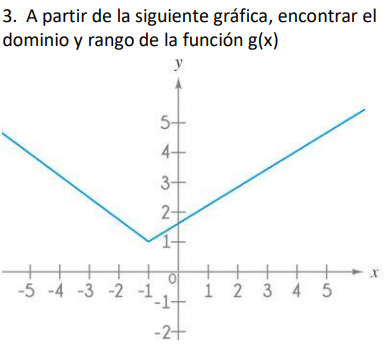 3. A partir de la siguiente gráfica, encontrar el
dominio y rango de la función g(x)
y
5
4
3
2
1
0
x
-5 -4 -3 -2 -1 1 2 3 4 5
-1
-2